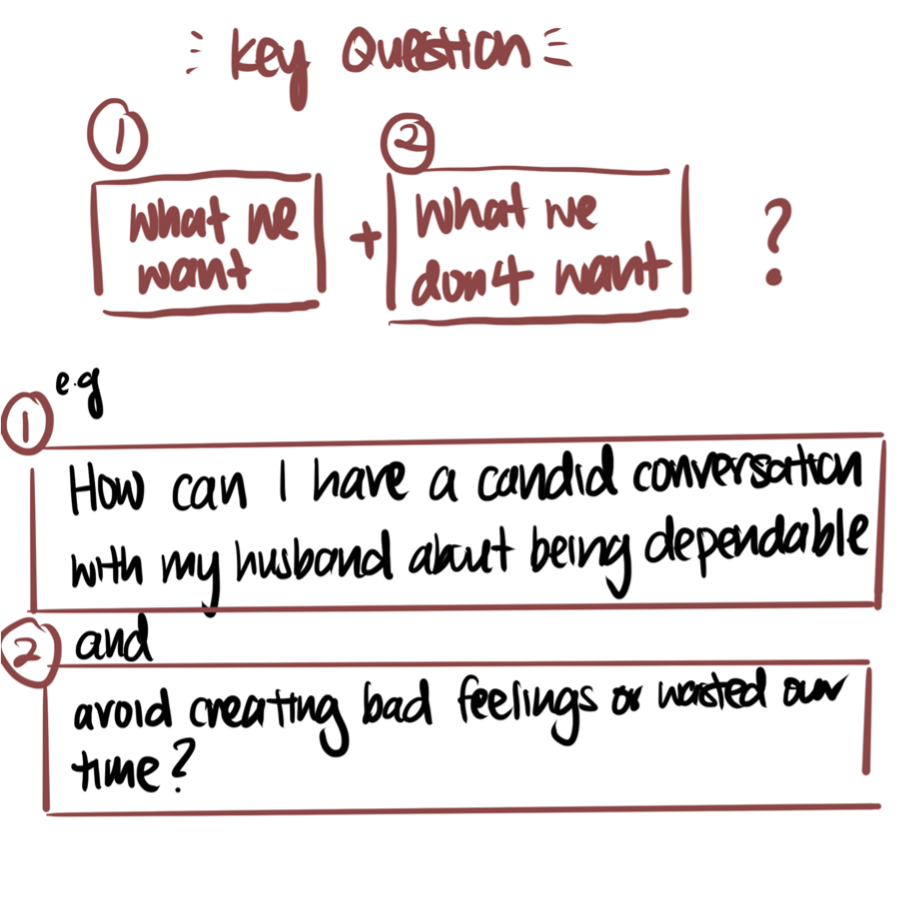 Key Question
1
2
what we
want
+
what we
don't want
?
e.g
1
How can I have a candid conversation
with my husband about being dependable
2
and
avoid creating bad feelings or wasted our
time?